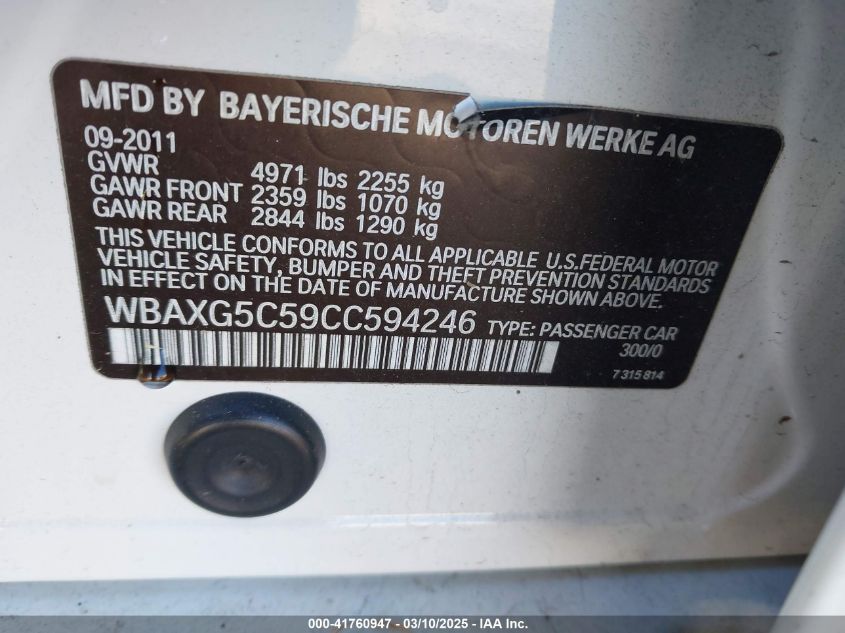 MFD BY BAYERISCHE MOTOREN WERKE AG
09-2011
GVWR 4971 lbs 2255 kg
GAWR FRONT 2359 lbs 1070 kg
GAWR REAR 2844 lbs 1290 kg
THIS VEHICLE CONFORMS TO ALL APPLICABLE U.S.FEDERAL MOTOR
VEHICLE SAFETY, BUMPER AND THEFT PREVENTION STANDARDS
IN EFFECT ON THE DATE OF MANUFACTURE SHOWN ABOVE.
WBAXG5C59CC594246 TYPE: PASSENGER CAR
300/0
7 315 814
000-41760947 — 03/10/2025 — IAA, Inc.